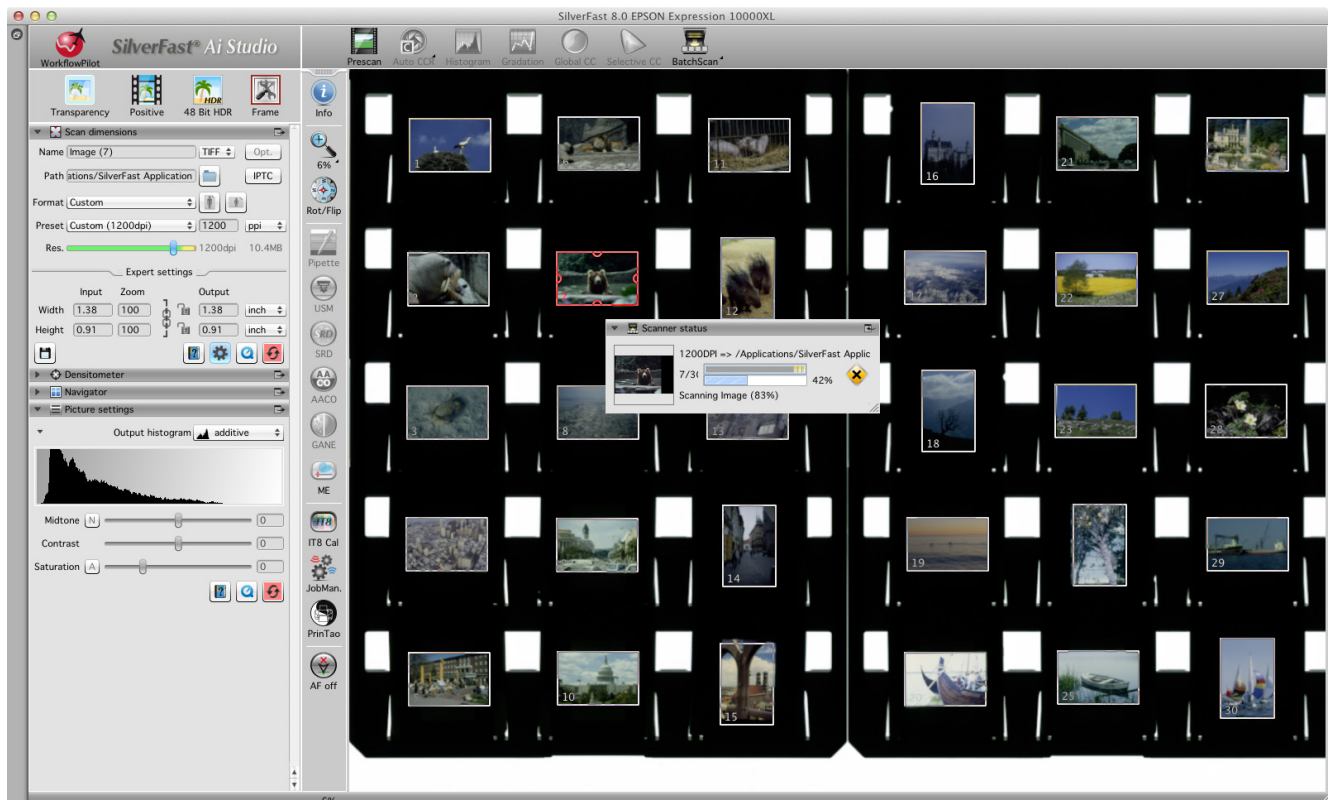 SilverFast 8.0 EPSON Expression 10000XL
WorkflowPilot
SilverFast® Ai Studio
Prescan
Auto CCR
Histogram
Gradation
Global CC
Selective CC
BatchScan
Transparency
Positive
HDR
48 Bit HDR
Frame
Scan dimensions
Name Image (7) TIFF Opt.
Path ations/SilverFast Application IPTC
Format Custom
Preset Custom (1200dpi) 1200 ppi
Res. 1200dpi 10.4MB
Expert settings
Input Zoom Output
Width 1.38 100 1.38 inch
Height 0.91 100 0.91 inch
Densitometer
Navigator
Picture settings
Output histogram additive
Midtone N 0
Contrast 0
Saturation A 0
Info
6%
Rot/Flip
Pipette
USM
SRD
SRD
AACO
GANE
ME
IT8
IT8 Cal
JobMan.
PrinTao
AF off
1
6
11
16
21
2
7
12
17
22
27
Scanner status
1200DPI => /Applications/SilverFast Applic
7/30
42%
Scanning Image (83%)
3
8
13
18
23
28
14
19
29
10
15
25
30